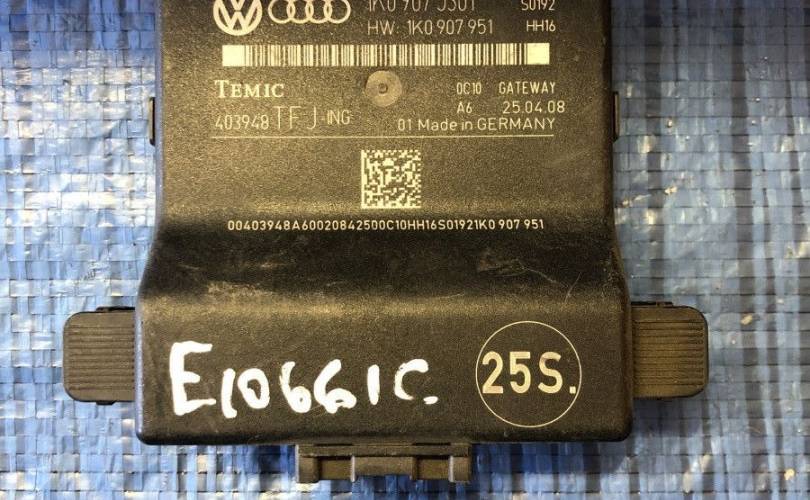 1K0 907 530T
S0192
HW: 1K0 907 951 HH16
TEMIC 0C10 GATEWAY
A6 25.04.08
403948 TFJ-ING 01 Made in GERMANY
00403948A60020842500C10HH16S01921K0 907 951
E10661C.
25S.